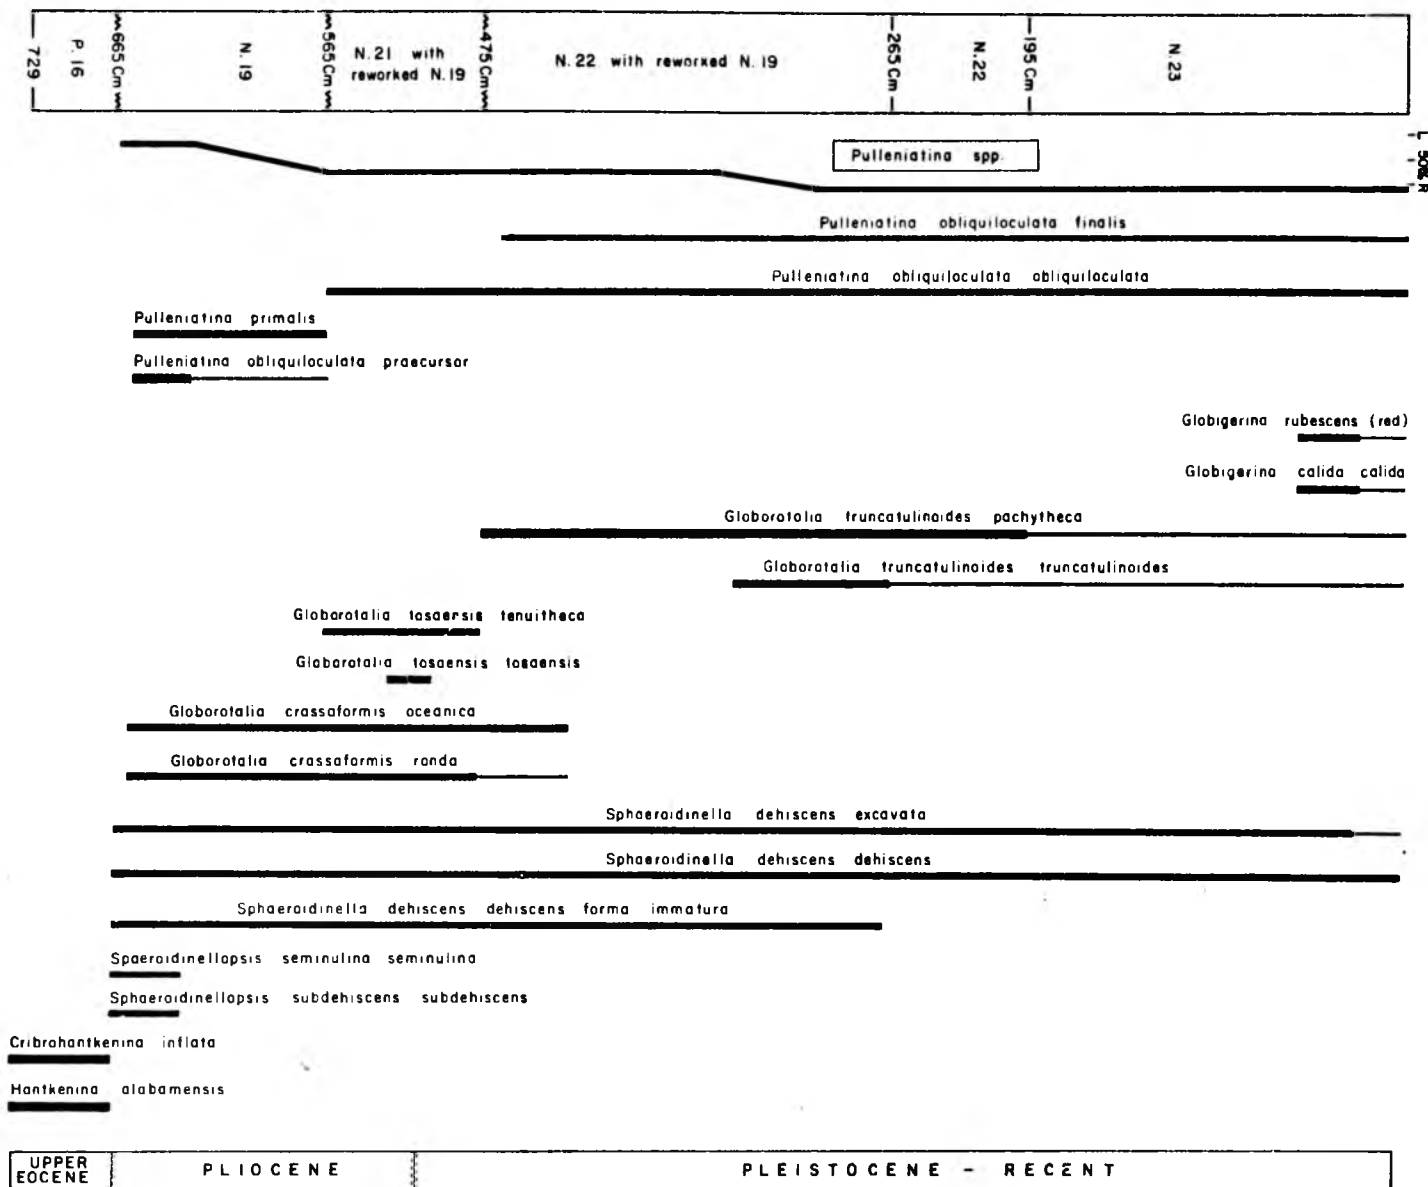 729
P. 16
665 Cm
N. 19
565 Cm
N. 21 with
reworked N. 19
475 Cm
N. 22 with reworked N. 19
265 Cm
N. 22
195 Cm
N. 23
L
50%
R
Pulleniatina spp.
Pulleniatina obliquiloculata finalis
Pulleniatina obliquiloculata obliquiloculata
Pulleniatina primalis
Pulleniatina obliquiloculata praecursor
Globigerina rubescens (red)
Globigerina calida calida
Globorotalia truncatulinoides pachytheca
Globorotalia truncatulinoides truncatulinoides
Globorotalia tosaensis tenuitheca
Globorotalia tosaensis tosaensis
Globorotalia crassaformis oceanica
Globorotalia crassaformis ronda
Sphaeroidinella dehiscens excavata
Sphaeroidinella dehiscens dehiscens
Sphaeroidinella dehiscens dehiscens forma immatura
Spaeroidinellopsis seminulina seminulina
Sphaeroidinellopsis subdehiscens subdehiscens
Cribrohantkenina inflata
Hantkenina alabamensis
UPPER
EOCENE
PLIOCENE
PLEISTOCENE - RECENT